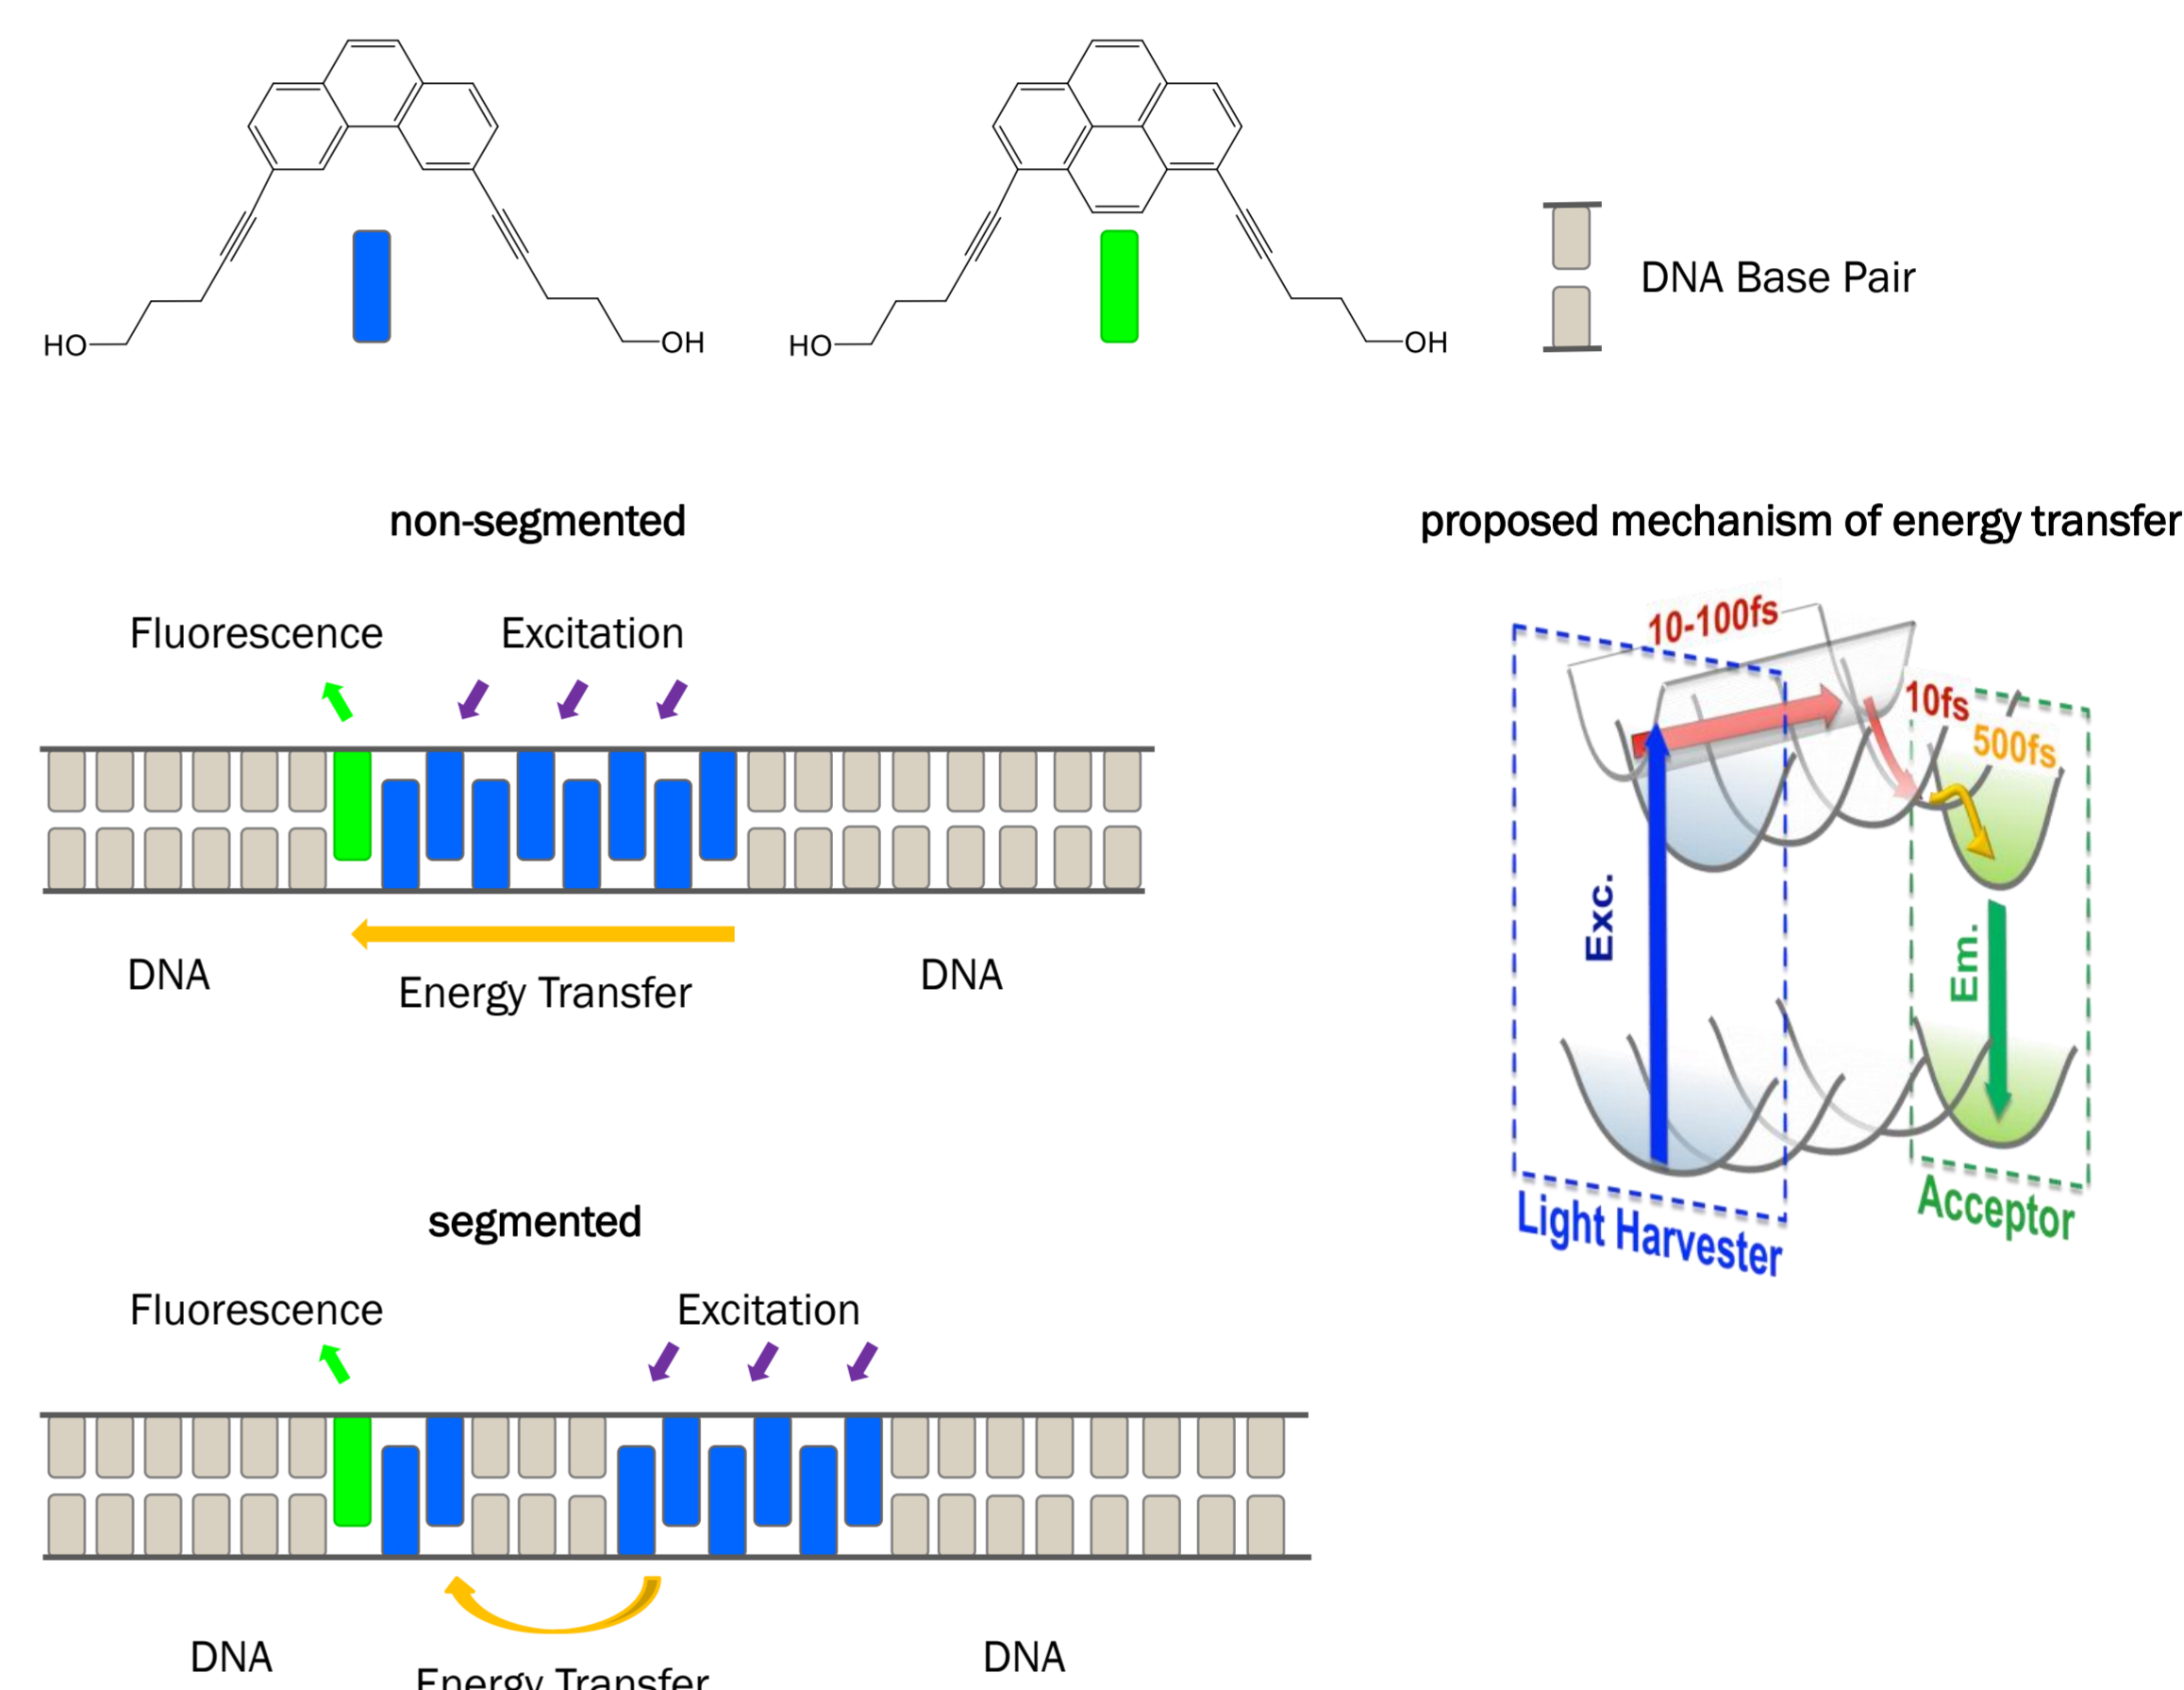 HO
OH
HO
OH
DNA Base Pair
non-segmented
proposed mechanism of energy transfer
Fluorescence
Excitation
DNA
Energy Transfer
DNA
10-100fs
10fs
500fs
Exc.
Em.
Light Harvester
Acceptor
segmented
Fluorescence
Excitation
DNA
Energy Transfer
DNA